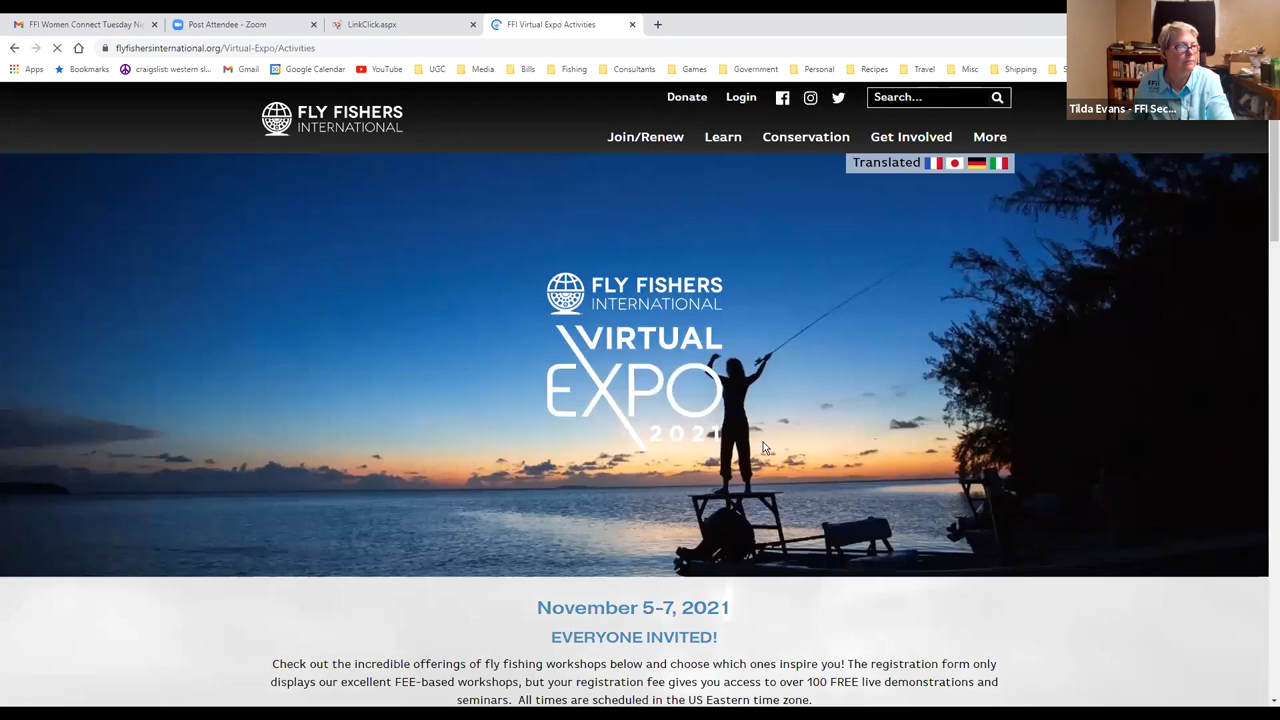 FFI Women Connect Tuesday Nig
Post Attendee - Zoom
LinkClick.aspx
FFI Virtual Expo Activities
flyfishersinternational.org/Virtual-Expo/Activities
Apps
Bookmarks
craigslist: western sl...
Gmail
Google Calendar
YouTube
UGC
Media
Bills
Fishing
Consultants
Games
Government
Personal
Recipes
Travel
Misc
Shipping
Tilda Evans - FFI Sec...
FLY FISHERS
INTERNATIONAL
Donate
Login
Search...
Join/Renew
Learn
Conservation
Get Involved
More
Translated
FLY FISHERS
INTERNATIONAL
VIRTUAL
EXPO
2021
November 5-7, 2021
EVERYONE INVITED!
Check out the incredible offerings of fly fishing workshops below and choose which ones inspire you! The registration form only
displays our excellent FEE-based workshops, but your registration fee gives you access to over 100 FREE live demonstrations and
seminars. All times are scheduled in the US Eastern time zone.